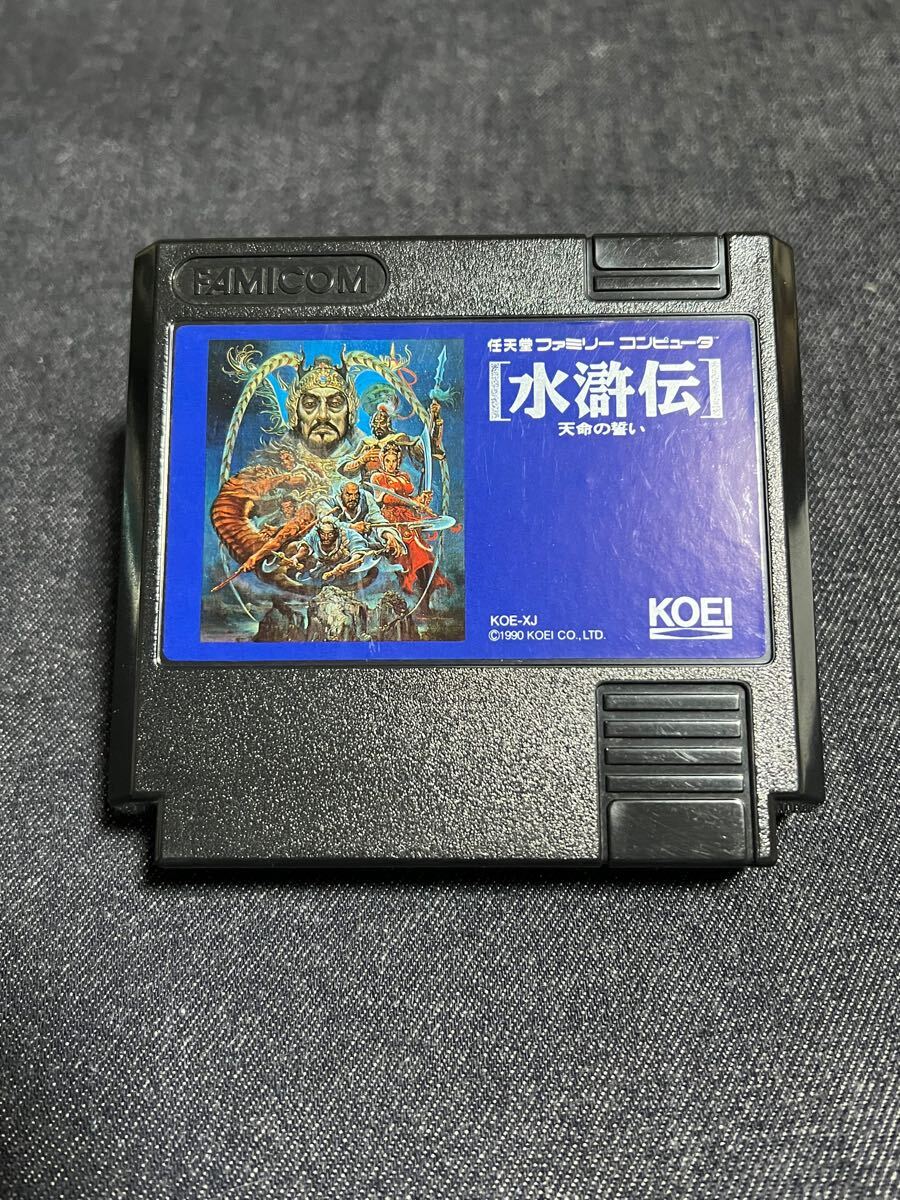 FAMICOM
任天堂 ファミリー コンピュータ
[水滸伝]
天命の誓い
KOE-XJ
©1990 KOEI CO., LTD.
KOEI